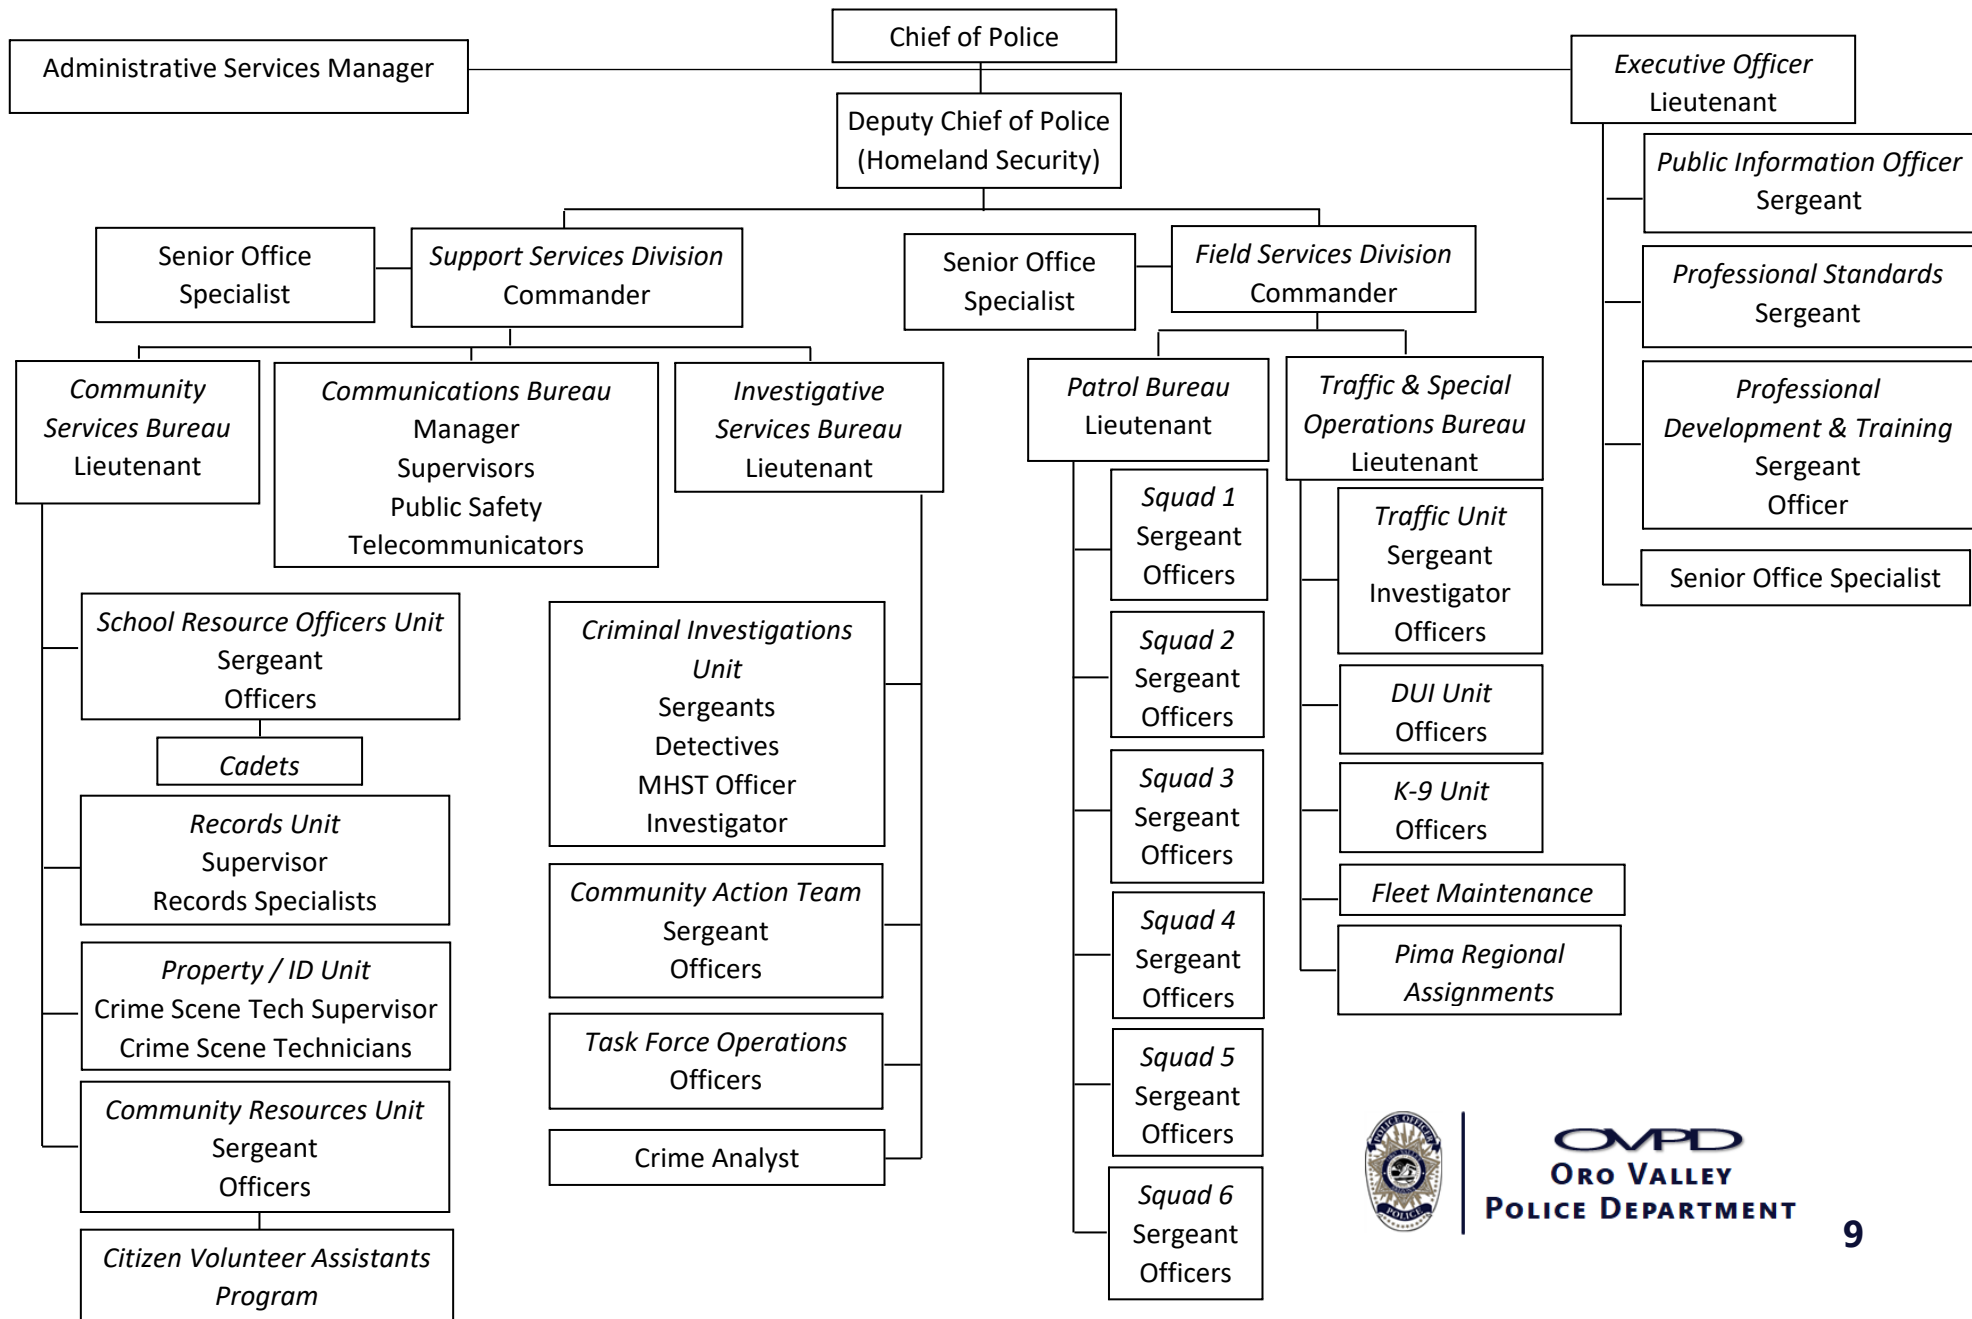 Chief of Police
Administrative Services Manager
Executive Officer
Lieutenant
Deputy Chief of Police
(Homeland Security)
Public Information Officer
Sergeant
Professional Standards
Sergeant
Professional
Development & Training
Sergeant
Officer
Senior Office Specialist
Senior Office
Specialist
Support Services Division
Commander
Senior Office
Specialist
Field Services Division
Commander
Community
Services Bureau
Lieutenant
Communications Bureau
Manager
Supervisors
Public Safety
Telecommunicators
Investigative
Services Bureau
Lieutenant
Patrol Bureau
Lieutenant
Traffic & Special
Operations Bureau
Lieutenant
School Resource Officers Unit
Sergeant
Officers
Cadets
Records Unit
Supervisor
Records Specialists
Property / ID Unit
Crime Scene Tech Supervisor
Crime Scene Technicians
Community Resources Unit
Sergeant
Officers
Citizen Volunteer Assistants
Program
Criminal Investigations
Unit
Sergeants
Detectives
MHST Officer
Investigator
Community Action Team
Sergeant
Officers
Task Force Operations
Officers
Crime Analyst
Squad 1
Sergeant
Officers
Squad 2
Sergeant
Officers
Squad 3
Sergeant
Officers
Squad 4
Sergeant
Officers
Squad 5
Sergeant
Officers
Squad 6
Sergeant
Officers
Traffic Unit
Sergeant
Investigator
Officers
DUI Unit
Officers
K-9 Unit
Officers
Fleet Maintenance
Pima Regional
Assignments
POLICE OFFICER
ORO VALLEY
POLICE
OVPD
ORO VALLEY
POLICE DEPARTMENT
9